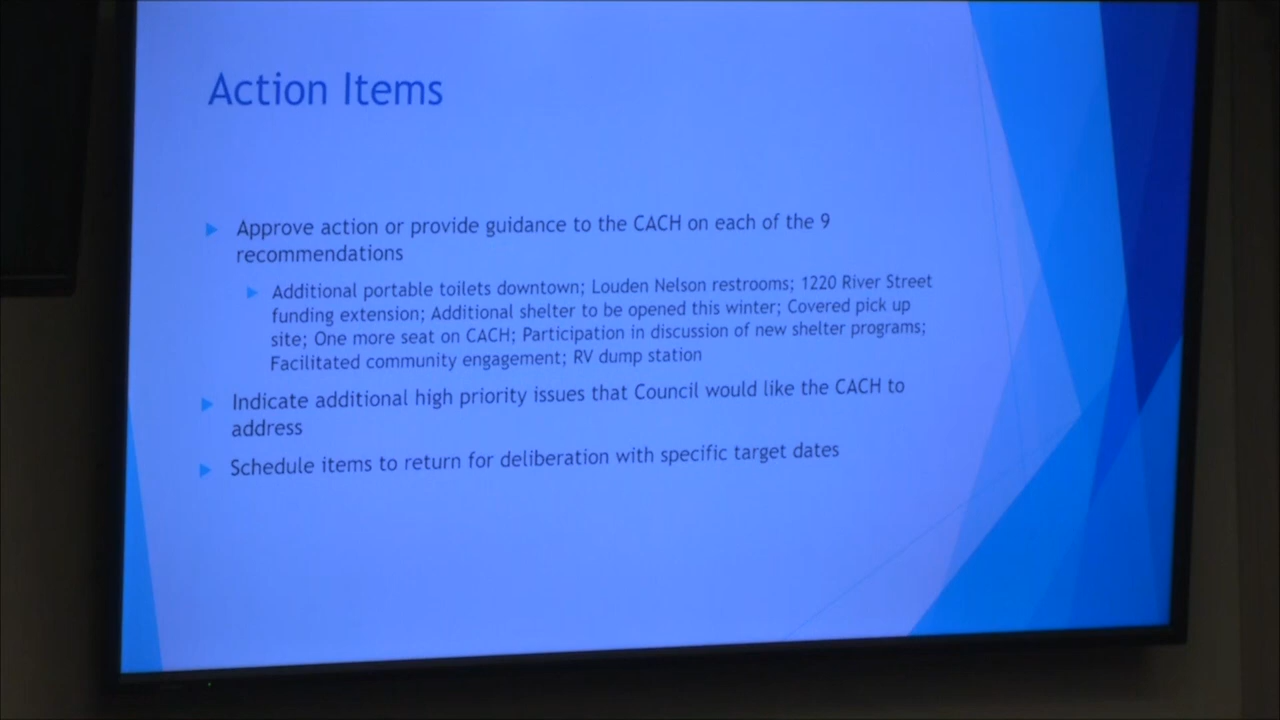 Action Items
Approve action or provide guidance to the CACH on each of the 9
recommendations
Additional portable toilets downtown; Louden Nelson restrooms; 1220 River Street
funding extension; Additional shelter to be opened this winter; Covered pick up
site; One more seat on CACH; Participation in discussion of new shelter programs;
Facilitated community engagement; RV dump station
Indicate additional high priority issues that Council would like the CACH to
address
Schedule items to return for deliberation with specific target dates